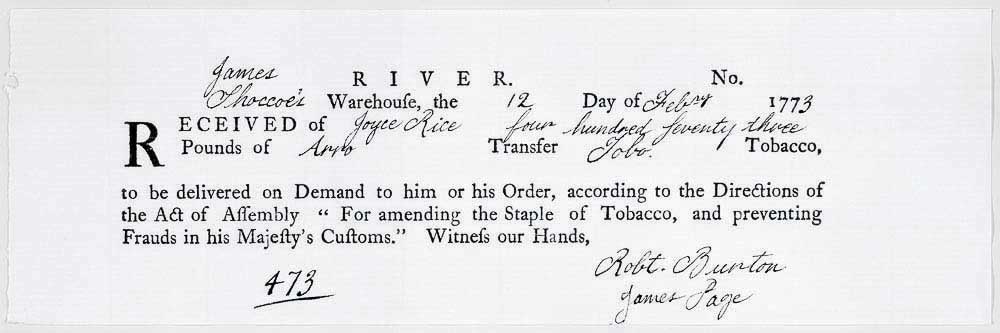 James RIVER. No.
Shoccoe's Warehouſe, the 12 Day of Febry 1773
RECEIVED of Joyce Rice four hundred ſeventy three
Pounds of Arro Transfer Tobo. Tobacco,
to be delivered on Demand to him or his Order, according to the Directions of
the Act of Aſſembly “ For amending the Staple of Tobacco, and preventing
Frauds in his Majeſty's Cuſtoms.” Witneſs our Hands,
473
Robt. Burton
James Page